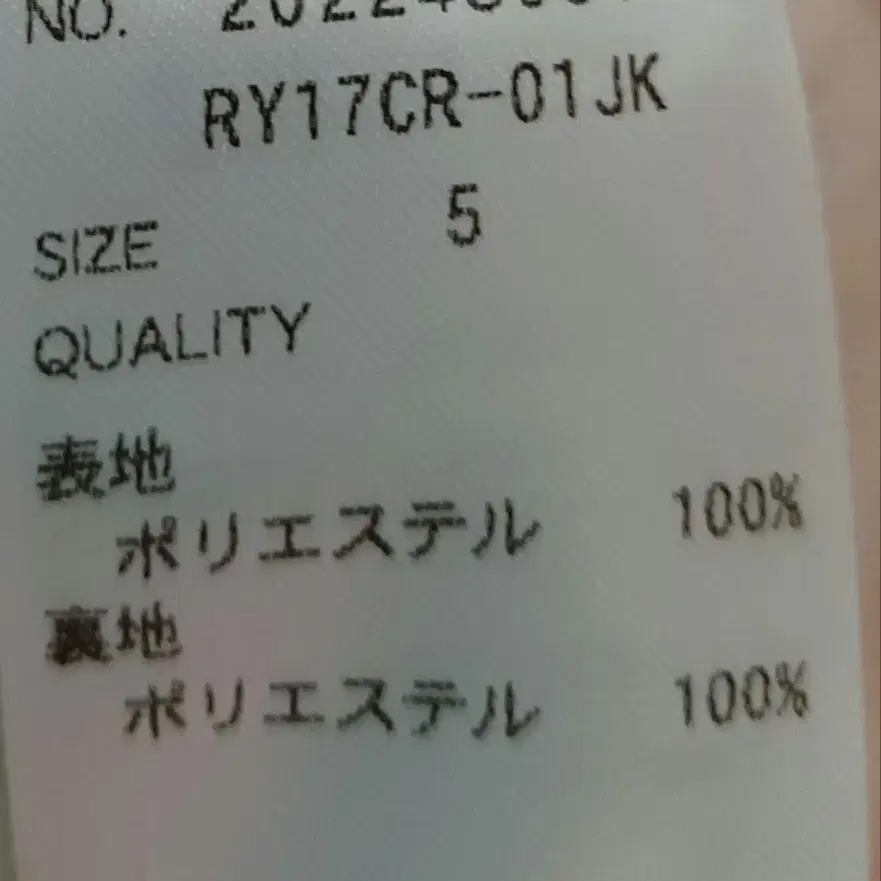 NO.
RY17CR-01JK
SIZE 5
QUALITY
表地
ポリエステル 100%
裏地
ポリエステル 100%